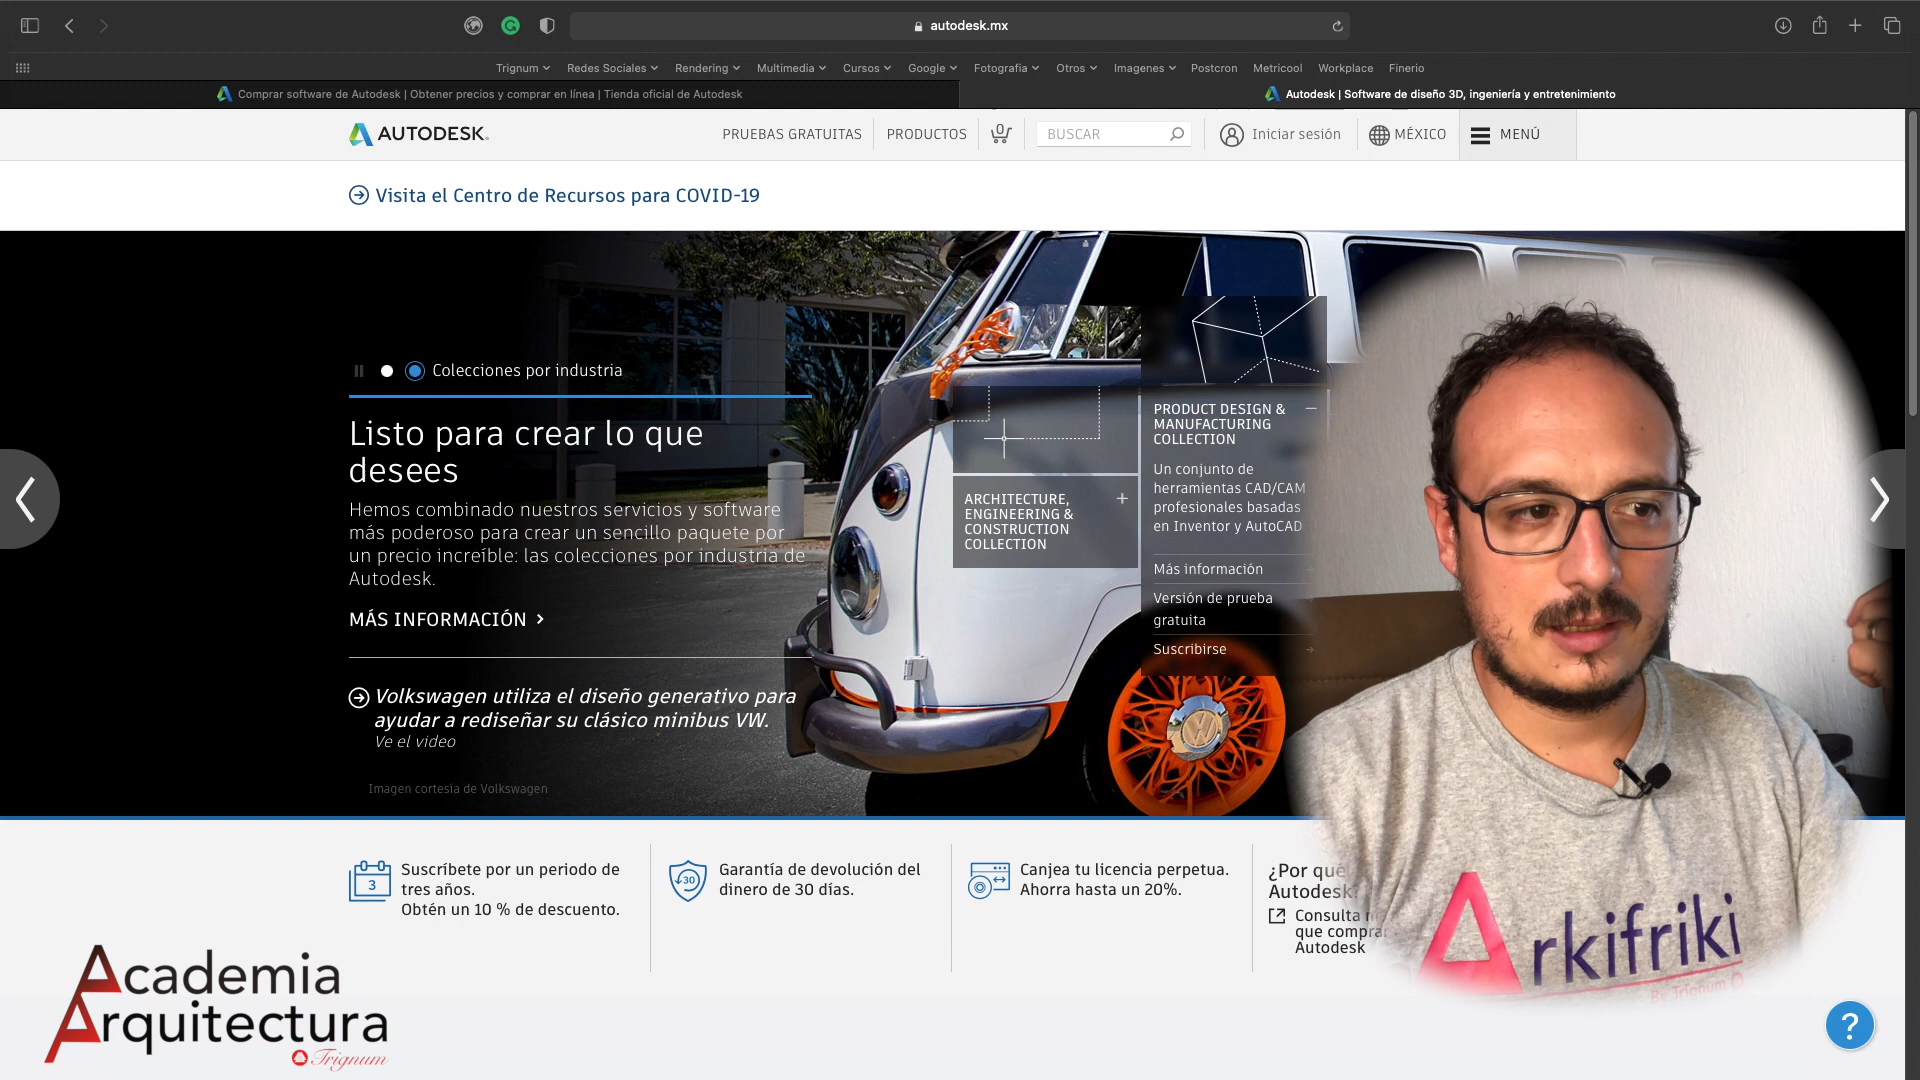 autodesk.mx
Trignum Redes Sociales Rendering Multimedia Cursos Google Fotografia Otros Imagenes Postcron Metricool Workplace Finerio
Comprar software de Autodesk | Obtener precios y comprar en línea | Tienda oficial de Autodesk
Autodesk | Software de diseño 3D, ingeniería y entretenimiento
AUTODESK.
PRUEBAS GRATUITAS
PRODUCTOS
0
BUSCAR
Iniciar sesión
MÉXICO
MENÚ
Visita el Centro de Recursos para COVID-19
Colecciones por industria
Listo para crear lo que
desees
Hemos combinado nuestros servicios y software
más poderoso para crear un sencillo paquete por
un precio increíble: las colecciones por industria de
Autodesk.
MÁS INFORMACIÓN
Volkswagen utiliza el diseño generativo para
ayudar a rediseñar su clásico minibus VW.
Ve el video
Imagen cortesía de Volkswagen
ARCHITECTURE,
ENGINEERING &
CONSTRUCTION
COLLECTION
PRODUCT DESIGN &
MANUFACTURING
COLLECTION
Un conjunto de
herramientas CAD/CAM
profesionales basadas
en Inventor y AutoCAD
Más información
Versión de prueba
gratuita
Suscribirse
3
Suscríbete por un periodo de
tres años.
Obtén un 10 % de descuento.
30
Garantía de devolución del
dinero de 30 días.
Canjea tu licencia perpetua.
Ahorra hasta un 20%.
¿Por qué
Autodesk?
Consulta
que compra
Autodesk
Arkifriki
By Trignum
Academia
Arquitectura
Trignum
?